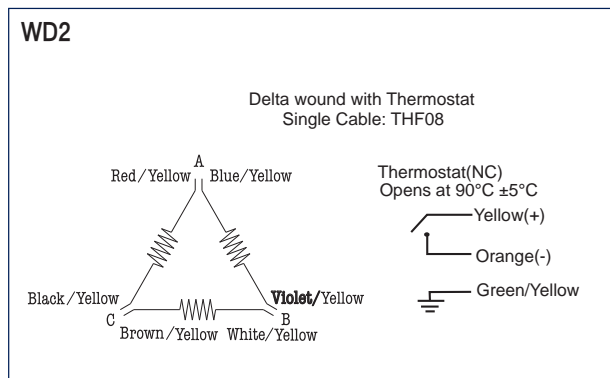 WD2
Delta wound with Thermostat
Single Cable: THF08
A
Red/Yellow Blue/Yellow
Thermostat(NC)
Opens at 90°C ±5°C
Yellow(+)
Orange(-)
Green/Yellow
Black/Yellow Violet/Yellow
C B
Brown/Yellow White/Yellow